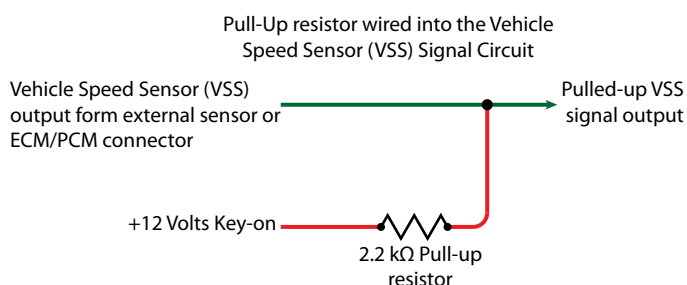 Pull-Up resistor wired into the Vehicle
Speed Sensor (VSS) Signal Circuit
Vehicle Speed Sensor (VSS)
output form external sensor or
ECM/PCM connector
Pulled-up VSS
signal output
+12 Volts Key-on
2.2 kΩ Pull-up
resistor